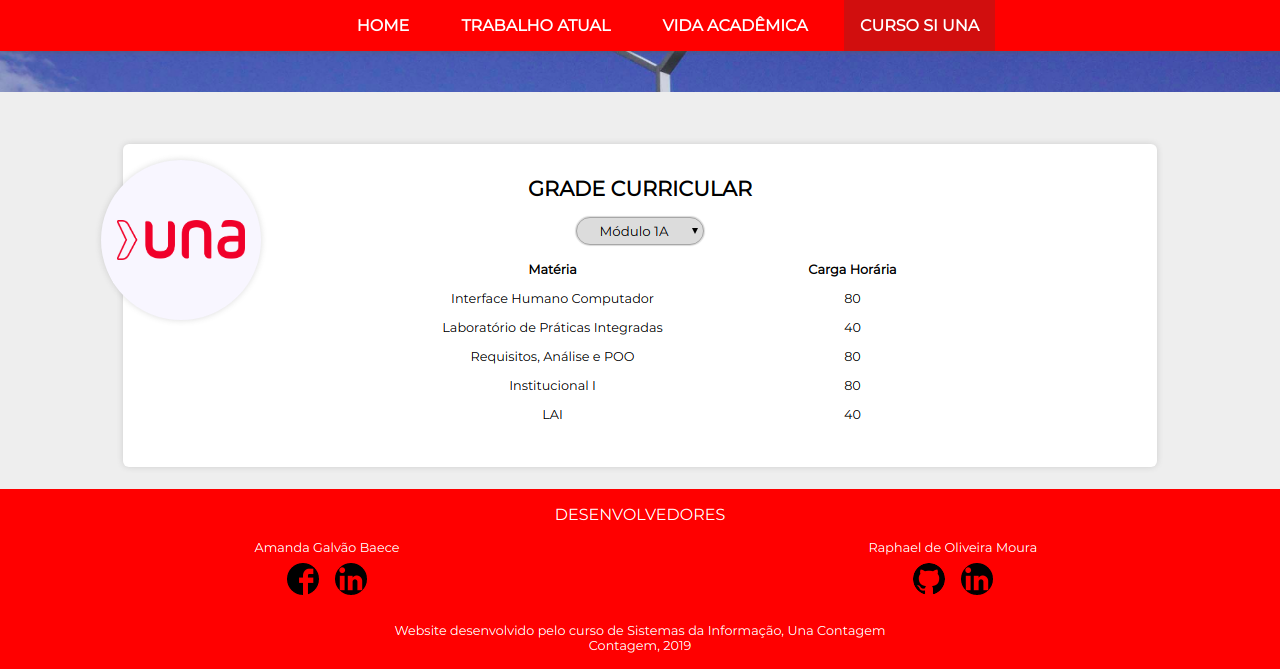 HOME TRABALHO ATUAL VIDA ACADÊMICA CURSO SI UNA
GRADE CURRICULAR
una
Módulo 1A
Matéria Carga Horária
Interface Humano Computador 80
Laboratório de Práticas Integradas 40
Requisitos, Análise e POO 80
Institucional I 80
LAI 40
DESENVOLVEDORES
Amanda Galvão Baece Raphael de Oliveira Moura
Website desenvolvido pelo curso de Sistemas da Informação, Una Contagem
Contagem, 2019